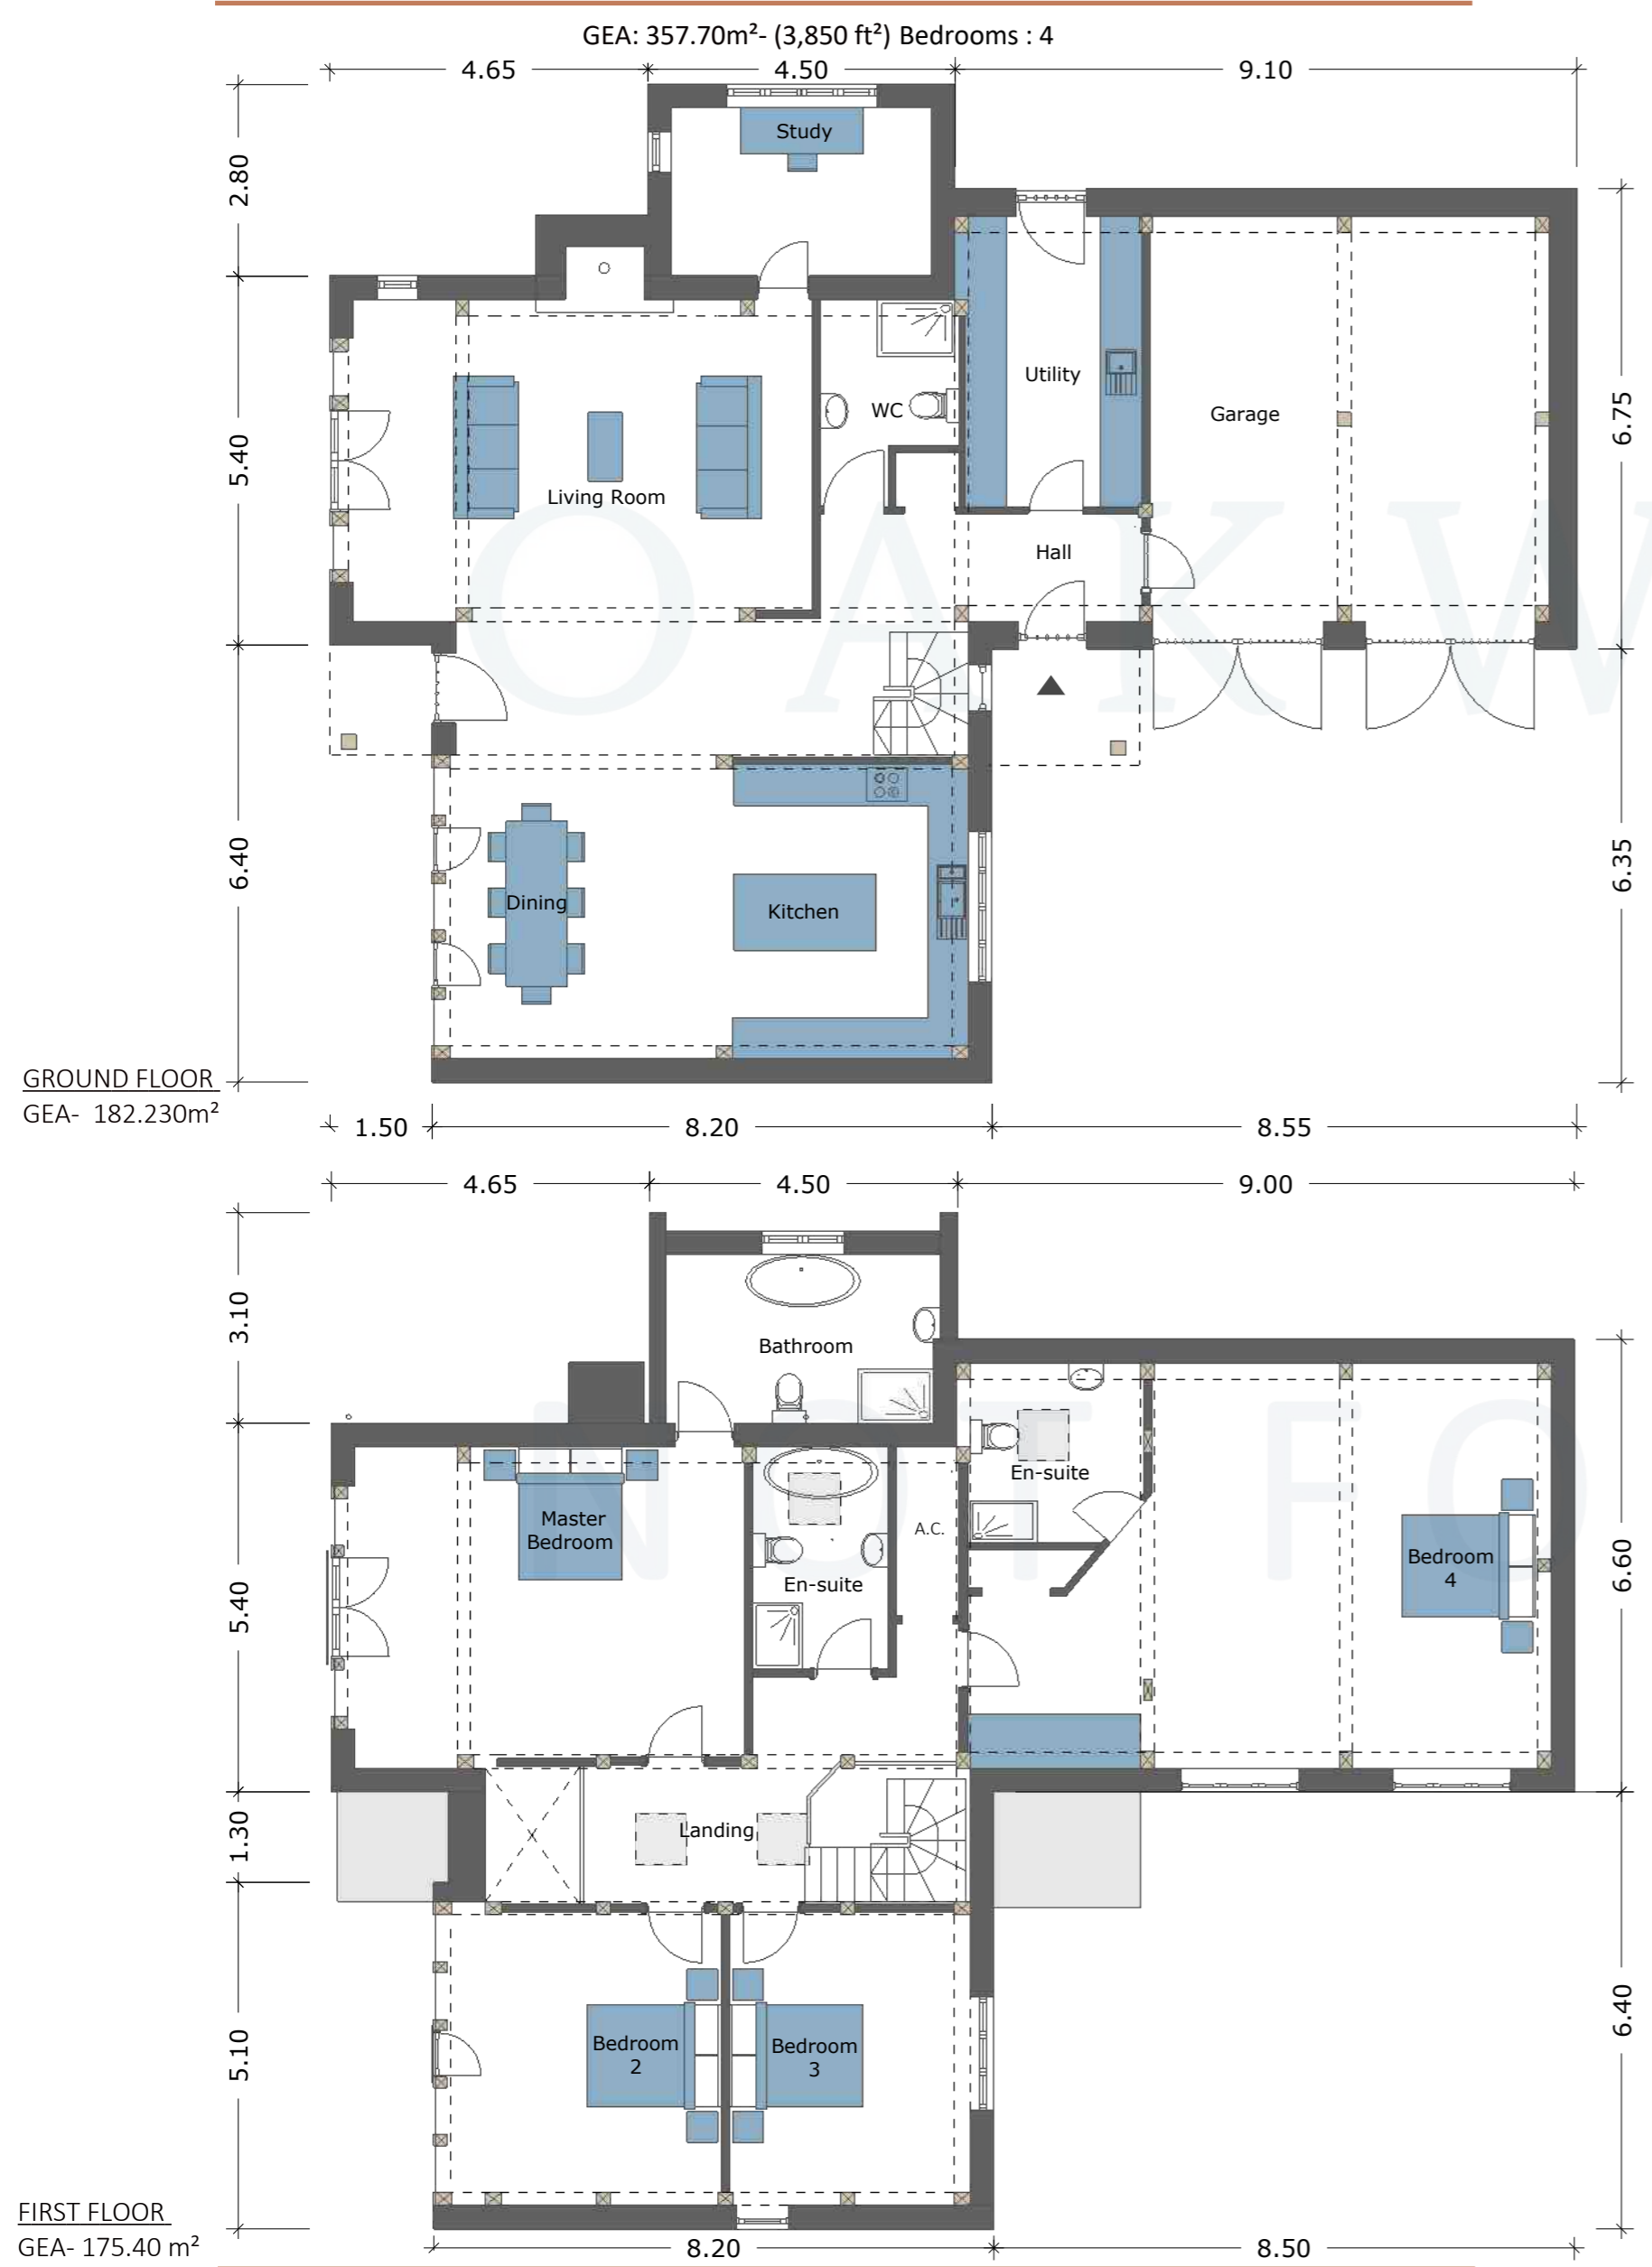 GEA: 357.70m²- (3,850 ft²) Bedrooms : 4
4.65
4.50
9.10
2.80
Study
5.40
Living Room
WC
Utility
Garage
6.75
Hall
OAKW
6.40
Dining
Kitchen
6.35
GROUND FLOOR
GEA- 182.230m²
1.50
8.20
8.55
4.65
4.50
9.00
3.10
Bathroom
5.40
Master
Bedroom
En-suite
A.C.
En-suite
Bedroom
4
6.60
NOT FO
1.30
Landing
5.10
Bedroom
2
Bedroom
3
6.40
FIRST FLOOR
GEA- 175.40 m²
8.20
8.50